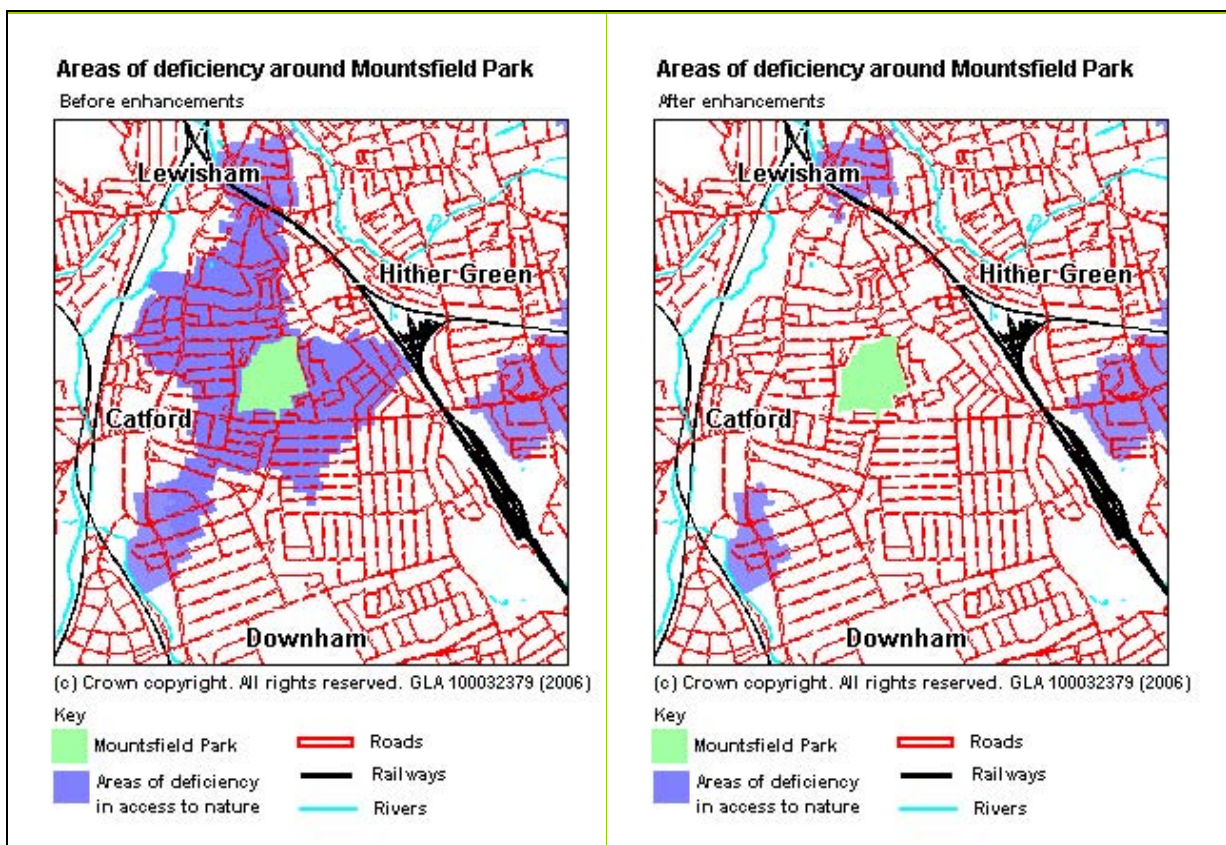 Areas of deficiency around Mountsfield Park
Before enhancements
Lewisham
Hither Green
Catford
Downham
(c) Crown copyright. All rights reserved. GLA 100032379 (2006)
Key
Mountsfield Park
Areas of deficiency
in access to nature
Roads
Railways
Rivers
Areas of deficiency around Mountsfield Park
After enhancements
Lewisham
Hither Green
Catford
Downham
(c) Crown copyright. All rights reserved. GLA 100032379 (2006)
Key
Mountsfield Park
Areas of deficiency
in access to nature
Roads
Railways
Rivers